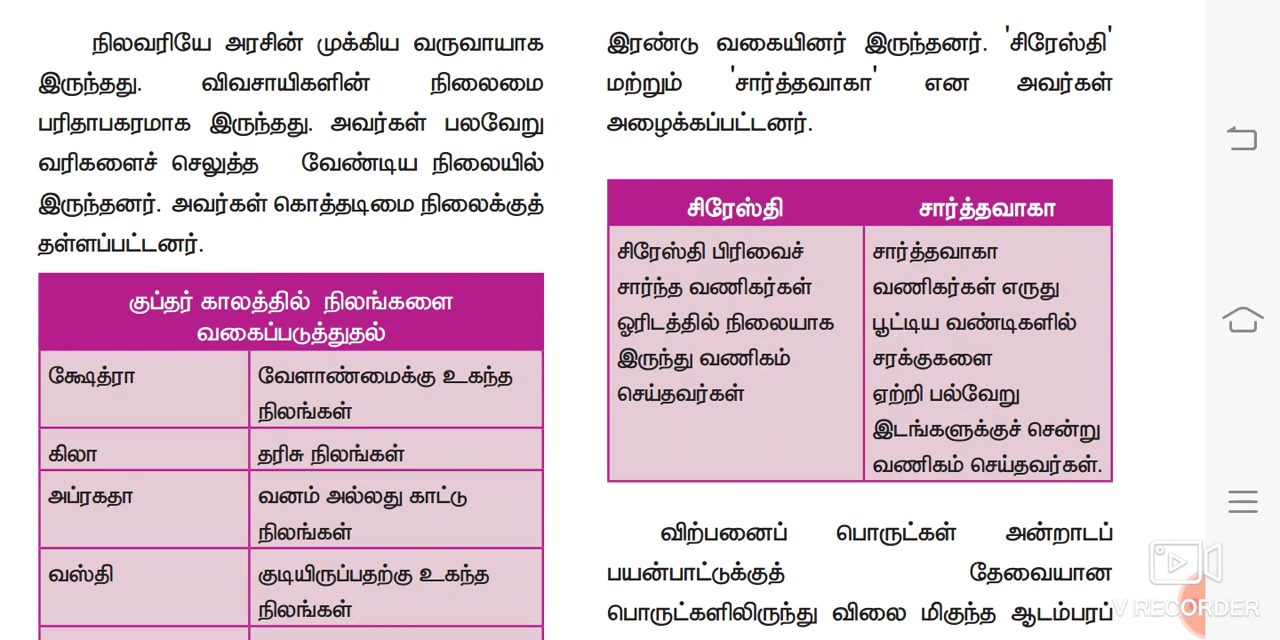 நிலவரியே அரசின் முக்கிய வருவாயாக
இருந்தது. விவசாயிகளின் நிலைமை
பரிதாபகரமாக இருந்தது. அவர்கள் பலவேறு
வரிகளைச் செலுத்த வேண்டிய நிலையில்
இருந்தனர். அவர்கள் கொத்தடிமை நிலைக்குத்
தள்ளப்பட்டனர்.
குப்தர் காலத்தில் நிலங்களை
வகைப்படுத்துதல்
க்ஷேத்ரா வேளாண்மைக்கு உகந்த
நிலங்கள்
கிலா தரிசு நிலங்கள்
அப்ரகதா வனம் அல்லது காட்டு
நிலங்கள்
வஸ்தி குடியிருப்பதற்கு உகந்த
நிலங்கள்
இரண்டு வகையினர் இருந்தனர். 'சிரேஸ்தி'
மற்றும் 'சார்த்தவாகா' என அவர்கள்
அழைக்கப்பட்டனர்.
சிரேஸ்தி சார்த்தவாகா
சிரேஸ்தி பிரிவைச்
சார்ந்த வணிகர்கள்
ஓரிடத்தில் நிலையாக
இருந்து வணிகம்
செய்தவர்கள்
சார்த்தவாகா
வணிகர்கள் எருது
பூட்டிய வண்டிகளில்
சரக்குகளை
ஏற்றி பல்வேறு
இடங்களுக்குச் சென்று
வணிகம் செய்தவர்கள்.
விற்பனைப் பொருட்கள் அன்றாடப்
பயன்பாட்டுக்குத் தேவையான
பொருட்களிலிருந்து விலை மிகுந்த ஆடம்பரப்
V RECORDER